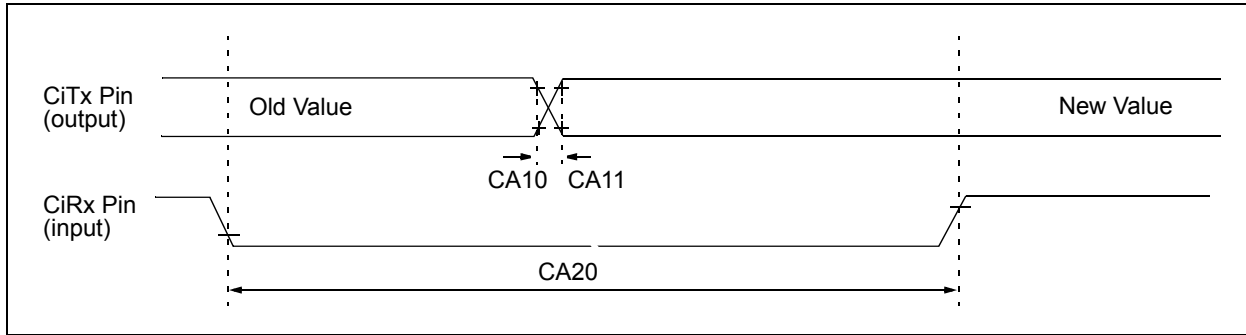 CiTx Pin
(output)
Old Value
New Value
CA10 CA11
CiRx Pin
(input)
CA20